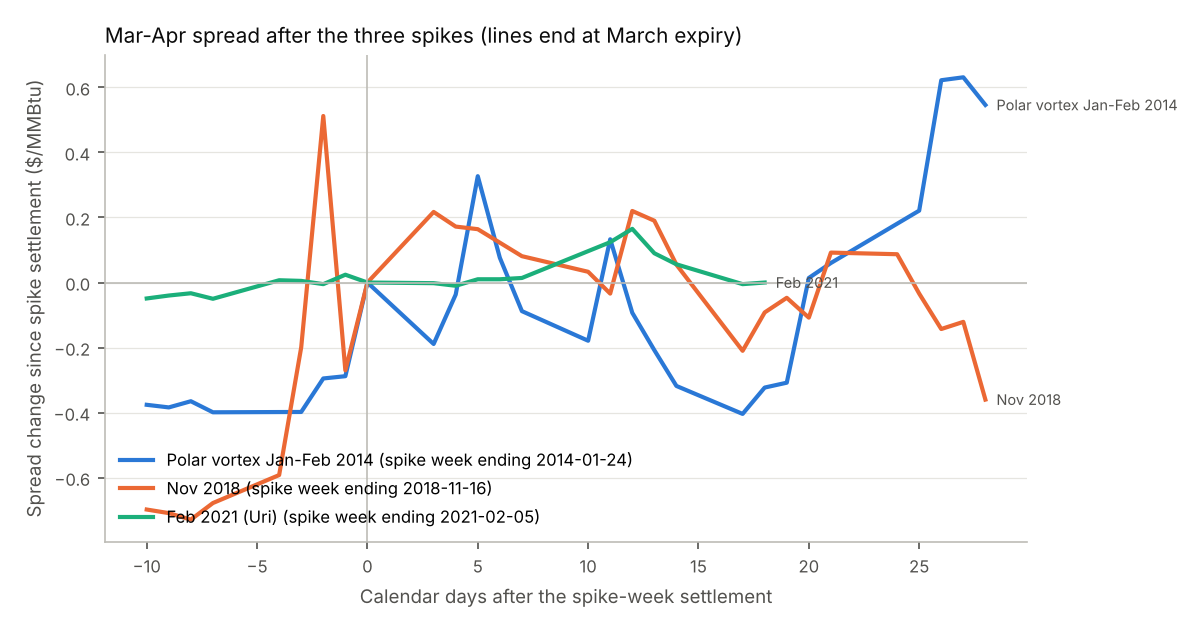 Mar-Apr spread after the three spikes (lines end at March expiry)
Spread change since spike settlement ($/MMBtu)
0.6
0.4
0.2
0.0
−0.2
−0.4
−0.6
Polar vortex Jan-Feb 2014
Feb 2021
Nov 2018
Polar vortex Jan-Feb 2014 (spike week ending 2014-01-24)
Nov 2018 (spike week ending 2018-11-16)
Feb 2021 (Uri) (spike week ending 2021-02-05)
−10
−5
0
5
10
15
20
25
Calendar days after the spike-week settlement